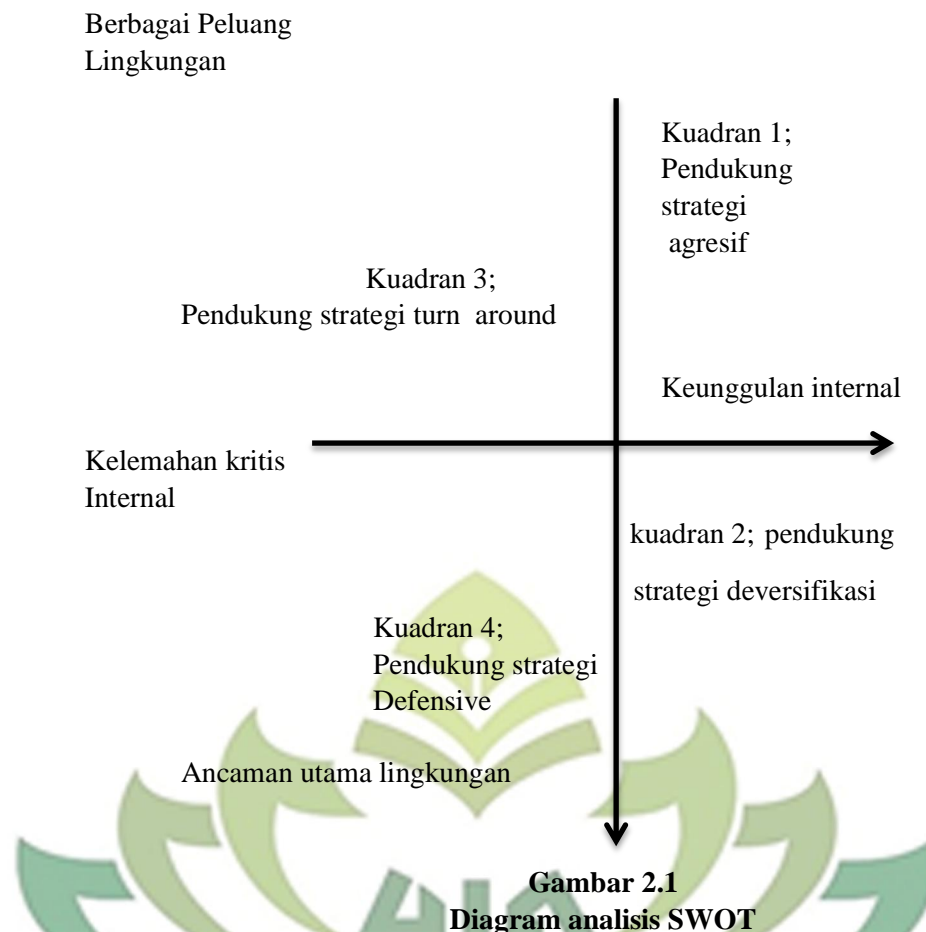 Berbagai Peluang
Lingkungan
Kuadran 1;
Pendukung
strategi
agresif
Kuadran 3;
Pendukung strategi turn around
Keunggulan internal
Kelemahan kritis
Internal
kuadran 2; pendukung
strategi deversifikasi
Kuadran 4;
Pendukung strategi
Defensive
Ancaman utama lingkungan
Gambar 2.1
Diagram analisis SWOT